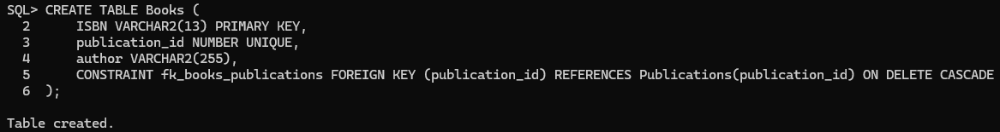 SQL> CREATE TABLE Books (
  2      ISBN VARCHAR2(13) PRIMARY KEY,
  3      publication_id NUMBER UNIQUE,
  4      author VARCHAR2(255),
  5      CONSTRAINT fk_books_publications FOREIGN KEY (publication_id) REFERENCES Publications(publication_id) ON DELETE CASCADE
  6  );
Table created.